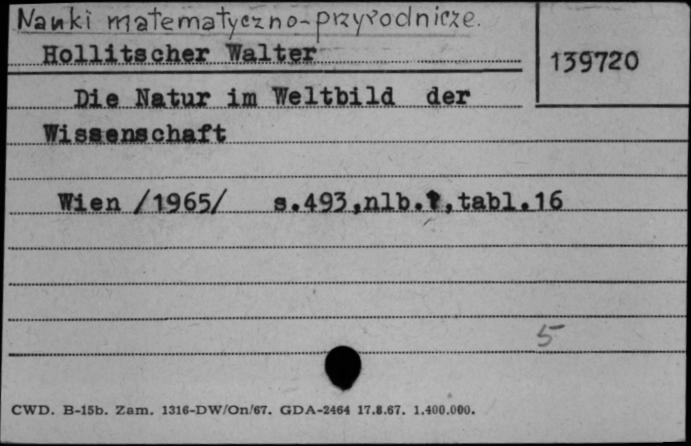 Nauki matematyczno-przyrodnicze.
Hollitscher Walter
139720
Die Natur im Weltbild der
Wissenschaft
Wien /1965/ s.493,nlb.1,tabl.16
5
CWD. B-15b. Zam. 1316-DW/On/67. GDA-2464 17.8.67. 1.400.000.